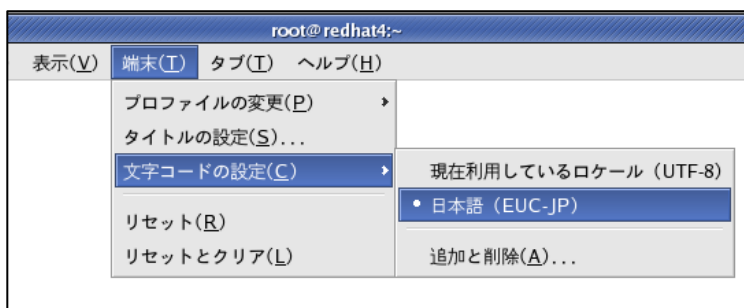 root@redhat4:~
表示(V) 端末(T) タブ(T) ヘルプ(H)
プロファイルの変更(P)
タイトルの設定(S)...
文字コードの設定(C)
リセット(R)
リセットとクリア(L)
現在利用しているロケール（UTF-8)
日本語（EUC-JP）
追加と削除(A)...